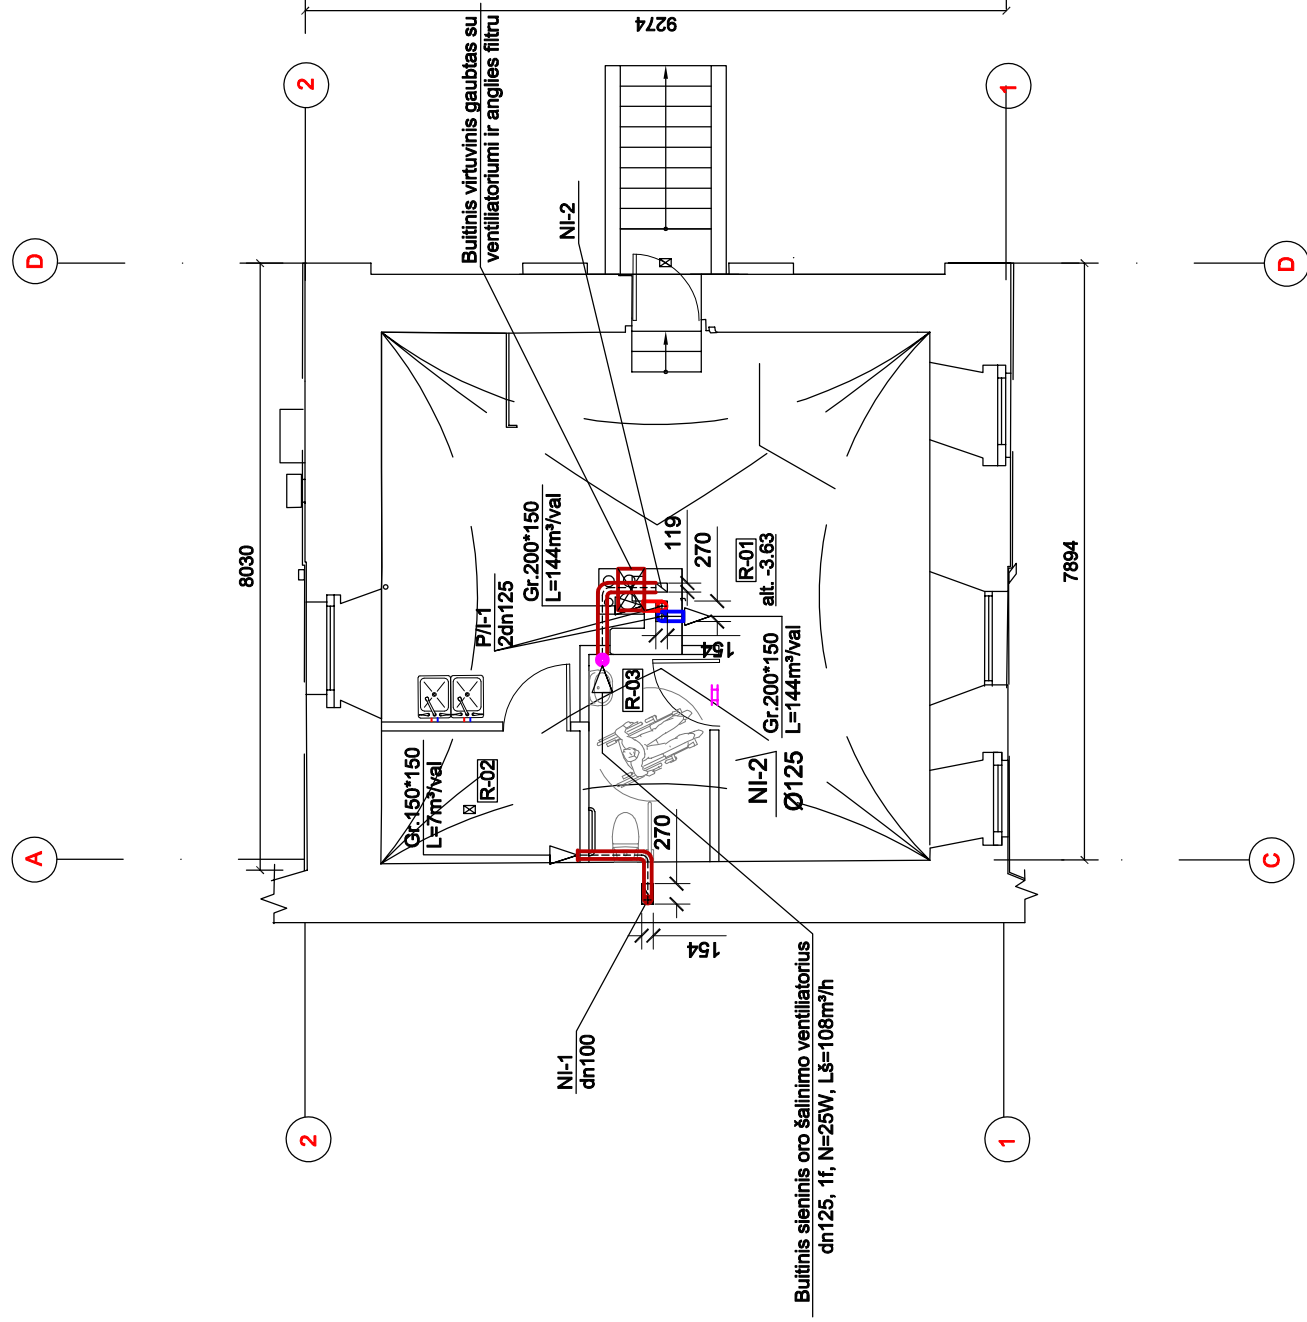 9274
2
1
D
D
A
C
2
1
8030
7894
Buitinis virtuvinis gaubtas su
ventiliatoriumi ir anglies filtru
NI-2
Gr.200*150
L=144m³/val
P/I-1
2dn125
119
270
R-01
alt. -3.63
154
R-03
Gr.200*150
L=144m³/val
NI-2
Ø125
Gr.150*150
L=7m³/val
R-02
270
154
NI-1
dn100
Buitinis sieninis oro šalinimo ventiliatorius
dn125, 1f, N=25W, Lš=108m³/h